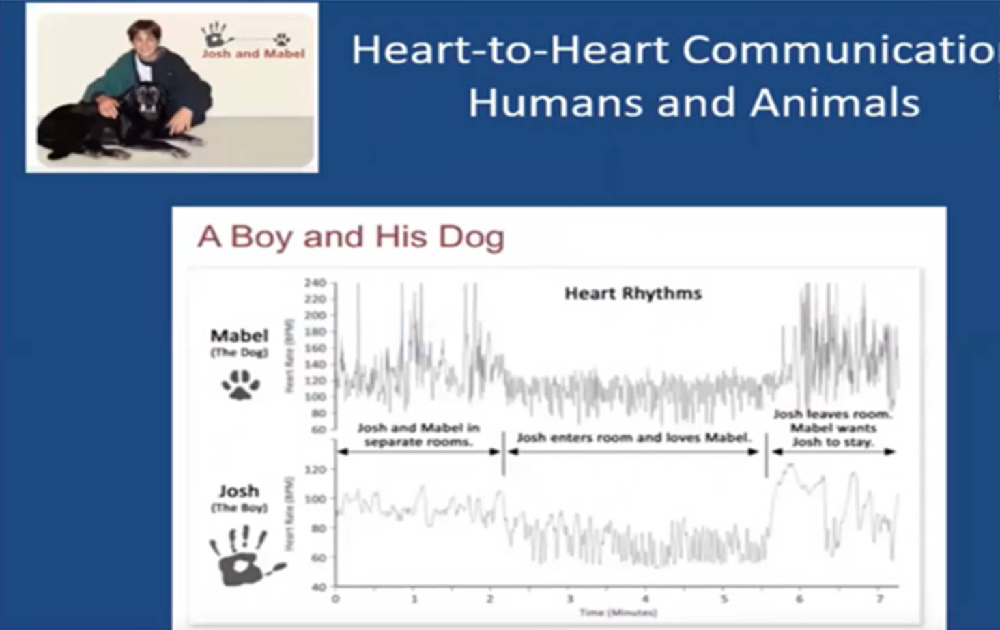 Josh and Mabel
Heart-to-Heart Communicatio
Humans and Animals
A Boy and His Dog
Heart Rhythms
Mabel
(The Dog)
Heart Rate (BPM)
240
220
200
180
160
140
120
100
80
60
Josh and Mabel in
separate rooms.
Josh enters room and loves Mabel.
Josh leaves room.
Mabel wants
Josh to stay.
Josh
(The Boy)
Heart Rate (BPM)
120
100
80
60
40
0 1 2 3 4 5 6 7
Time (Minutes)